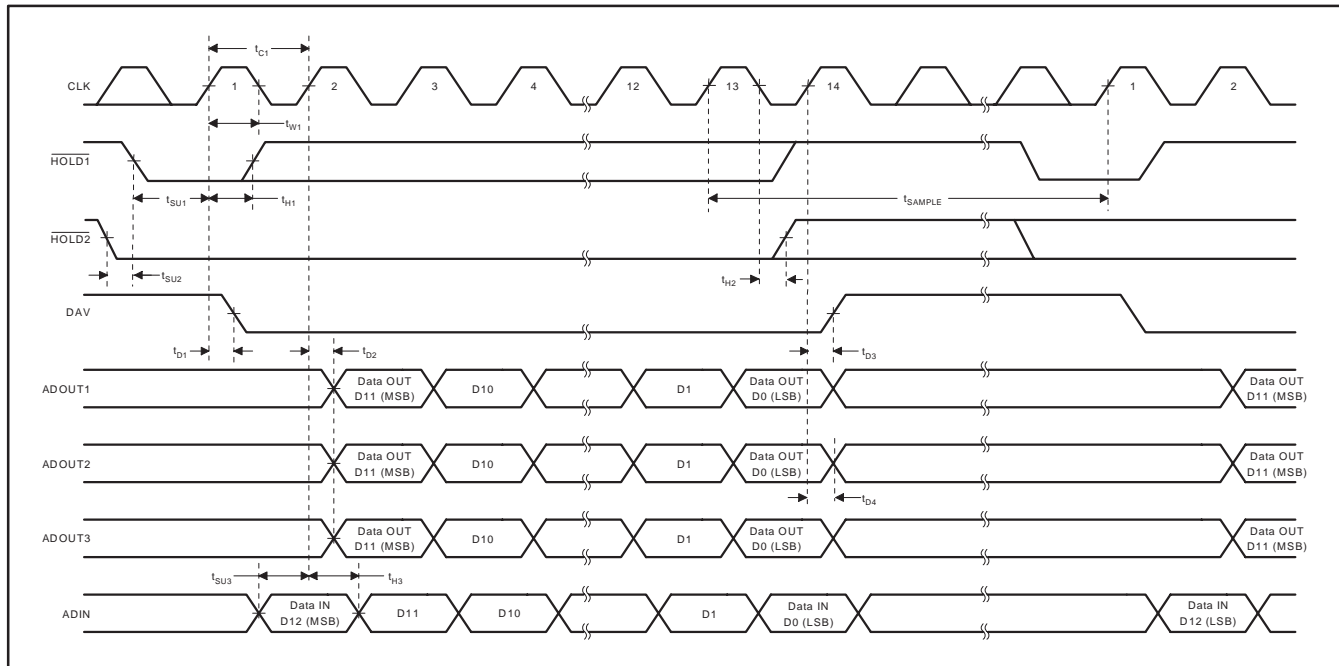 tC1
CLK 1 2 3 4 12 13 14 1 2
tW1
HOLD1
tSU1 tH1 tSAMPLE
HOLD2
tSU2 tH2
DAV
tD1 tD2 tD3
ADOUT1 Data OUT D10 D1 Data OUT Data OUT
D11 (MSB) D0 (LSB) D11 (MSB)
ADOUT2 Data OUT D10 D1 Data OUT Data OUT
D11 (MSB) D0 (LSB) D11 (MSB)
tD4
ADOUT3 Data OUT D10 D1 Data OUT Data OUT
D11 (MSB) D0 (LSB) D11 (MSB)
tSU3 tH3
ADIN Data IN D11 D10 D1 Data IN Data IN
D12 (MSB) D0 (LSB) D12 (LSB)